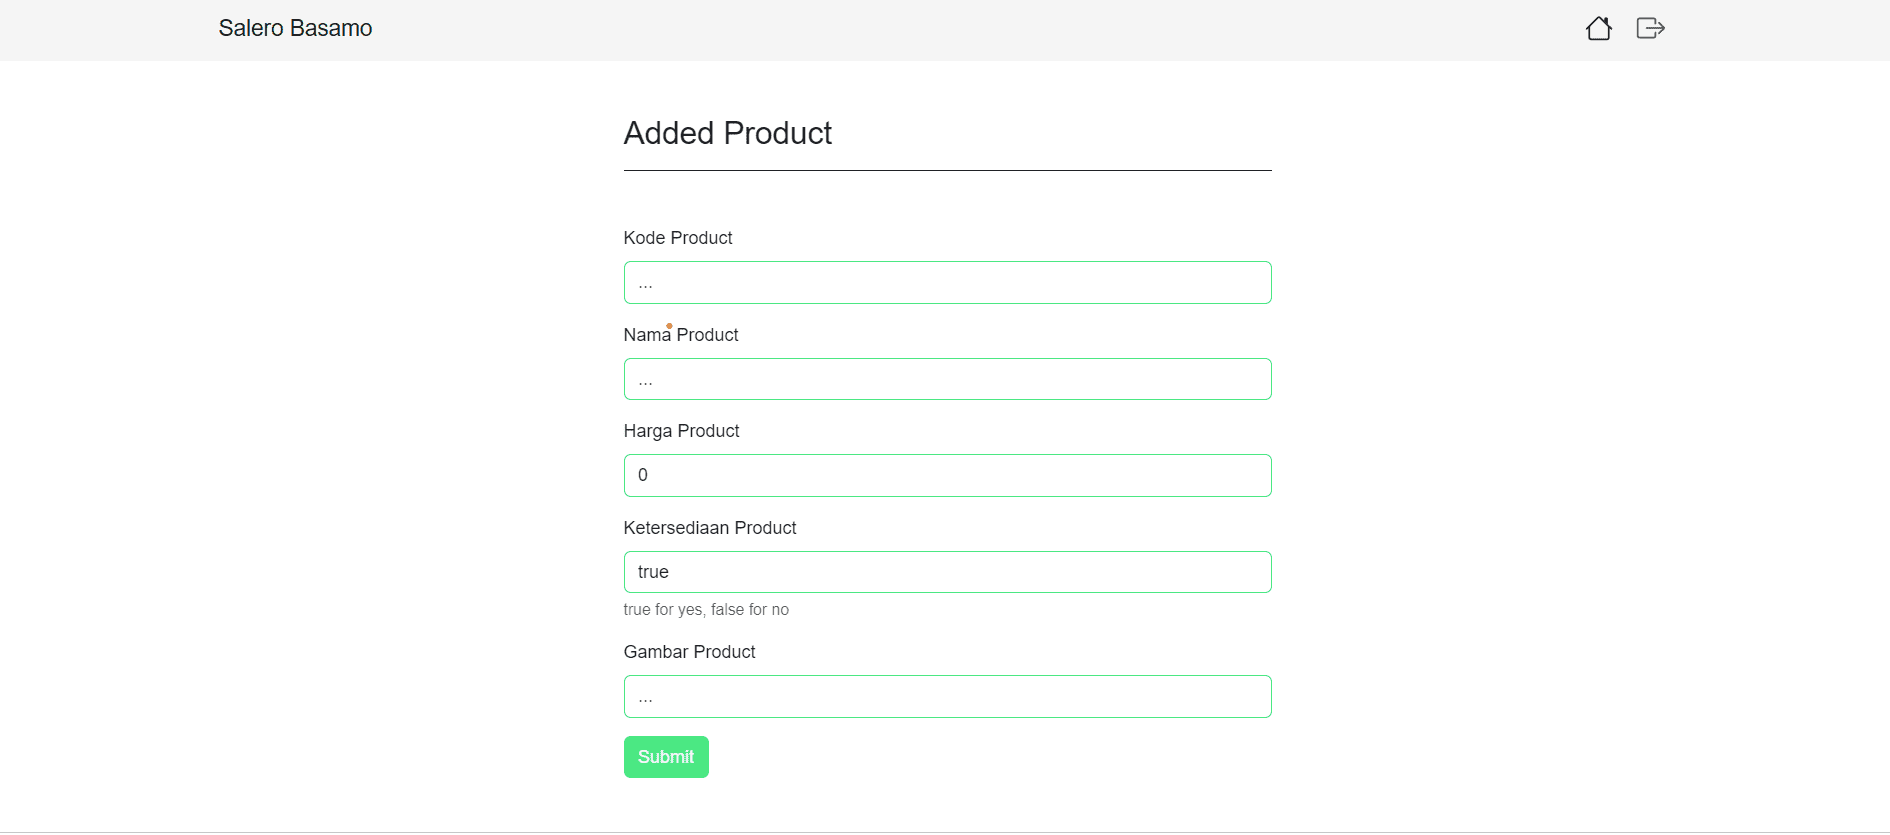 Salero Basamo
Added Product
Kode Product
...
Nama Product
...
Harga Product
0
Ketersediaan Product
true
true for yes, false for no
Gambar Product
...
Submit